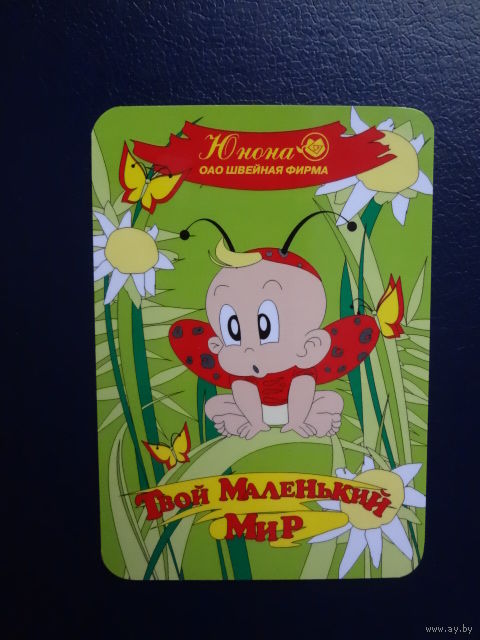 Юнона
ОАО ШВЕЙНАЯ ФИРМА
ТВОЙ МАЛЕНЬКИЙ
МИР
www.ay.by